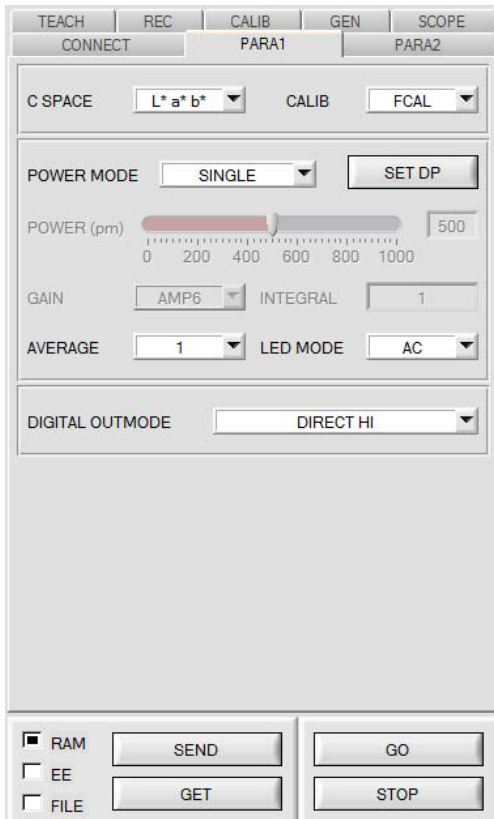 TEACH REC CALIB GEN SCOPE
CONNECT PARA1 PARA2
C SPACE L* a* b* CALIB FCAL
POWER MODE SINGLE SET DP
POWER (pm) 500
0 200 400 600 800 1000
GAIN AMP6 INTEGRAL 1
AVERAGE 1 LED MODE AC
DIGITAL OUTMODE DIRECT HI
RAM SEND GO
EE
GET STOP
FILE